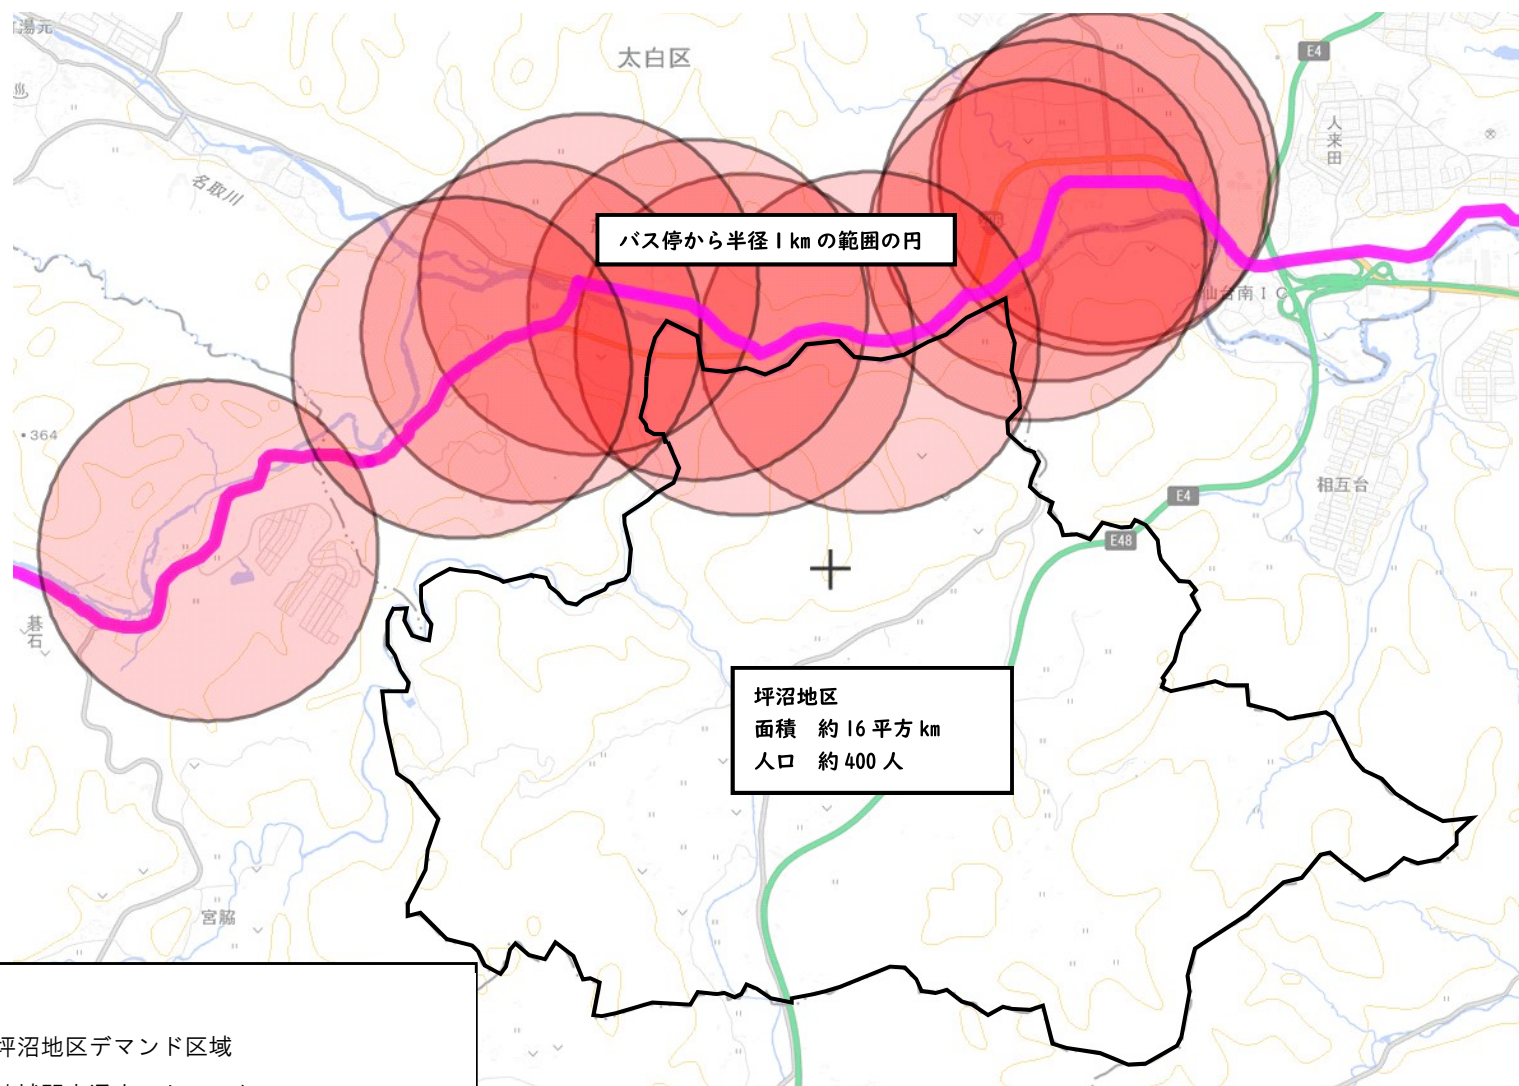 湯元
太白区
E4
人来田
名取川
バス停から半径1kmの範囲の円
仙台南IC
・364
相互台
E4
E48
碁石
坪沼地区
面積　約16平方km
人口　約400人
宮脇
坪沼地区デマンド区域